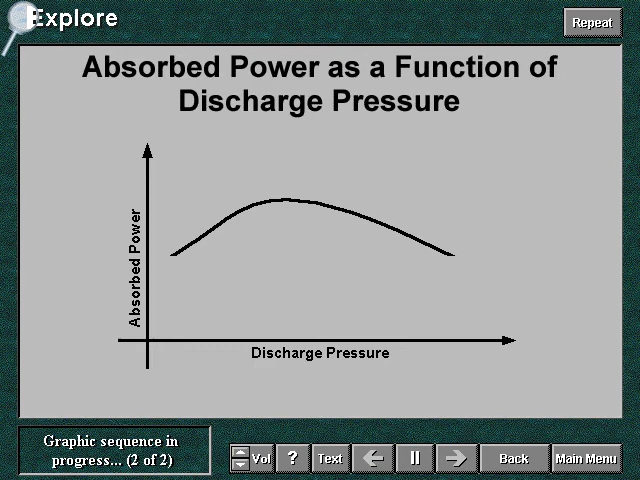 Explore
Repeat
Absorbed Power as a Function of
Discharge Pressure
Absorbed Power
Discharge Pressure
Graphic sequence in
progress... (2 of 2)
Vol
?
Text
Back
Main Menu